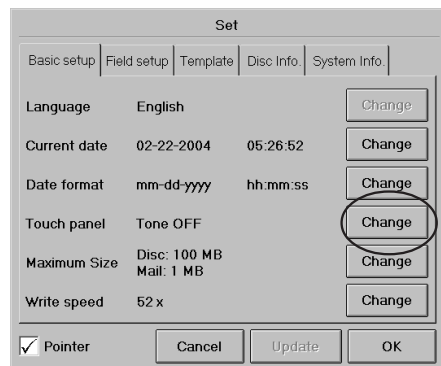 Set
Basic setup Field setup Template Disc Info. System Info.
Language English Change
Current date 02-22-2004 05:26:52 Change
Date format mm-dd-yyyy hh:mm:ss Change
Touch panel Tone OFF Change
Maximum Size Disc: 100 MB Change
Mail: 1 MB
Write speed 52 x Change
Pointer Cancel Update OK